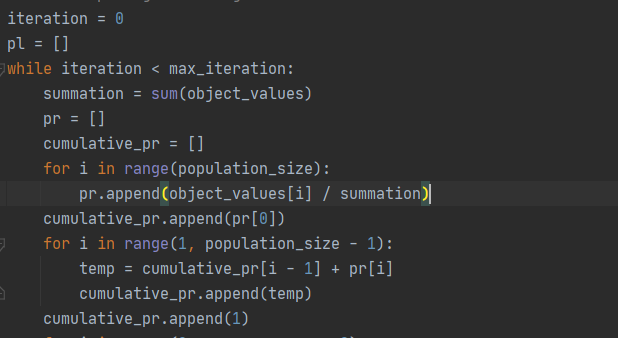 iteration = 0
pl = []
while iteration < max_iteration:
    summation = sum(object_values)
    pr = []
    cumulative_pr = []
    for i in range(population_size):
        pr.append(object_values[i] / summation)
    cumulative_pr.append(pr[0])
    for i in range(1, population_size - 1):
        temp = cumulative_pr[i - 1] + pr[i]
        cumulative_pr.append(temp)
    cumulative_pr.append(1)